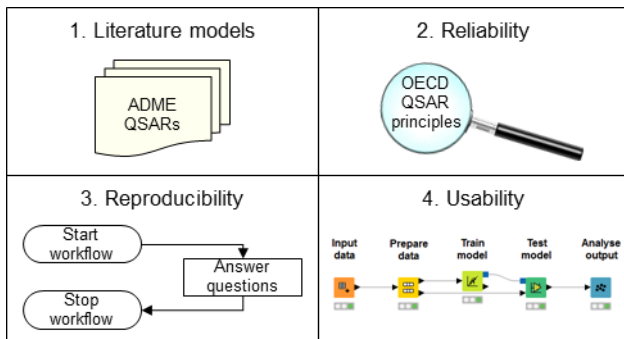 1. Literature models
ADME
QSARs
2. Reliability
OECD
QSAR
principles
3. Reproducibility
Start
workflow
Answer
questions
Stop
workflow
4. Usability
Input
data
Prepare
data
Train
model
Test
model
Analyse
output